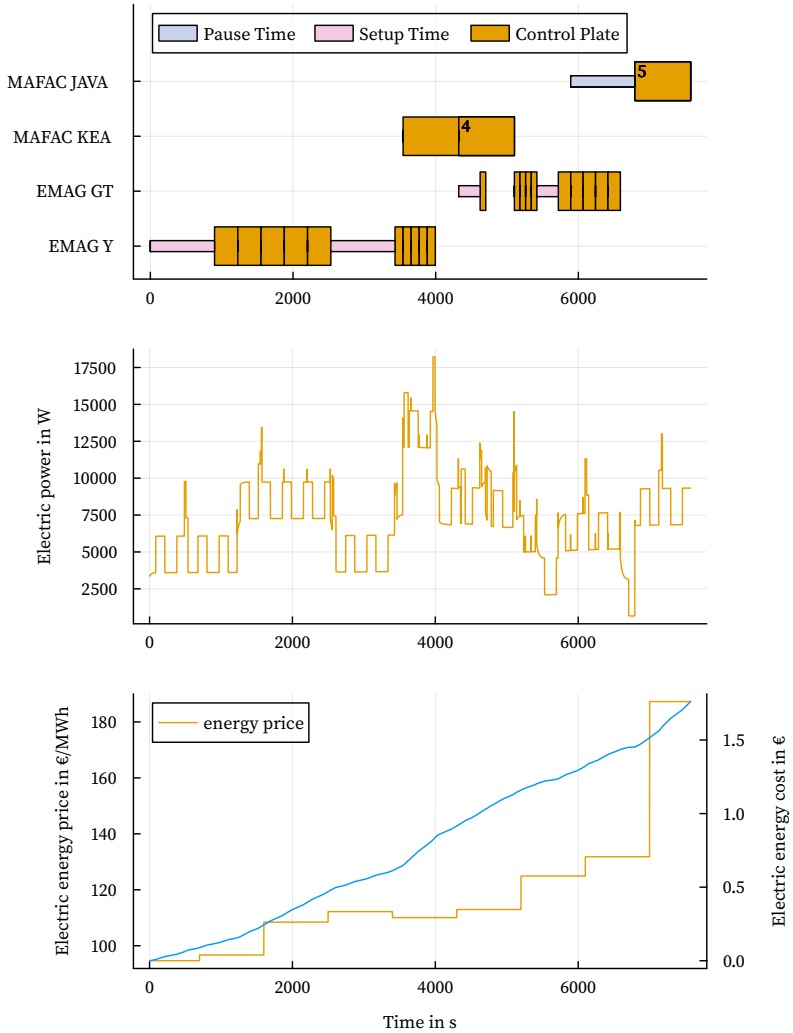 Pause Time Setup Time Control Plate
MAFAC JAVA
5
MAFAC KEA
4
EMAG GT
EMAG Y
0 2000 4000 6000
Electric power in W
17500
15000
12500
10000
7500
5000
2500
0 2000 4000 6000
Electric energy price in €/MWh
180
160
140
120
100
energy price
1.5
1.0
0.5
0.0
Electric energy cost in €
0 2000 4000 6000
Time in s